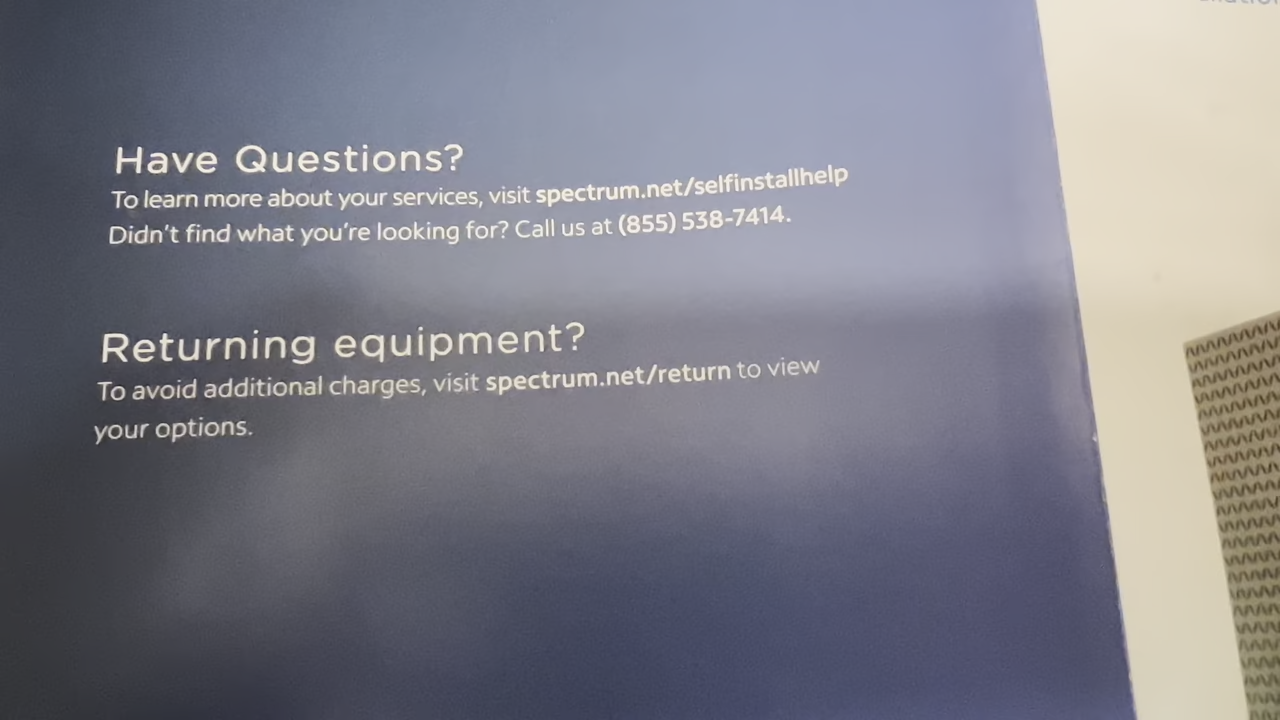 Have Questions?
To learn more about your services, visit spectrum.net/selfinstallhelp
Didn't find what you're looking for? Call us at (855) 538-7414.
Returning equipment?
To avoid additional charges, visit spectrum.net/return to view
your options.